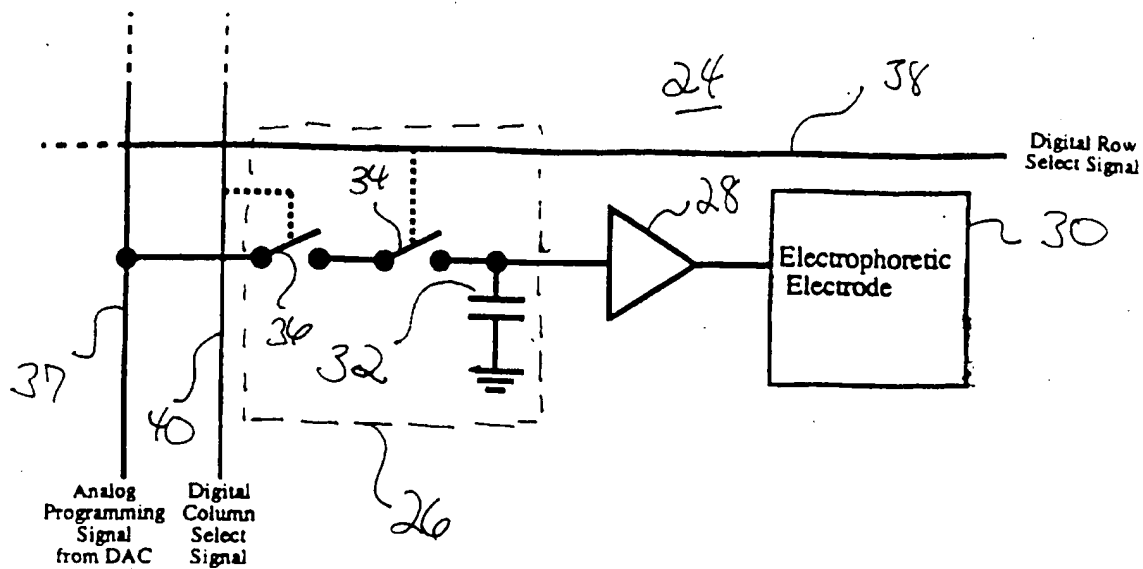 24
38
Digital Row
Select Signal
34
28
30
Electrophoretic
Electrode
36
32
37
40
26
Analog
Programming
Signal
from DAC
Digital
Column
Select
Signal